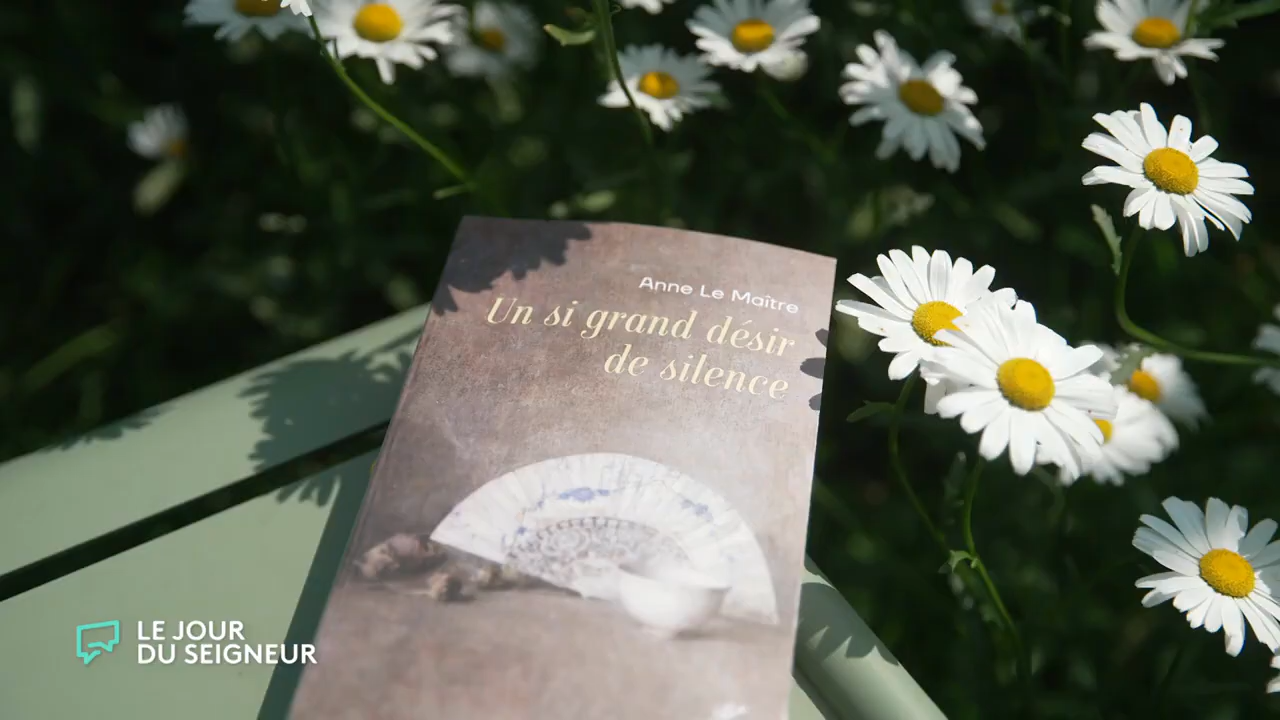 Anne Le Maître
Un si grand désir
de silence
LE JOUR
DU SEIGNEUR